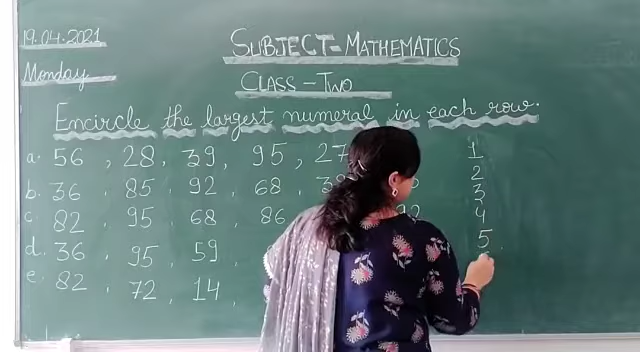 19.04.2021
Monday
SUBJECT=MATHEMATICS
CLASS-TWO
Encircle the largest numeral in each row.
a. 56, 28, 39, 95, 27
b. 36, 85, 92, 68,
c. 82, 95, 68, 86
d. 36, 95, 59,
e. 82, 72, 14,
1
2
3
4
5